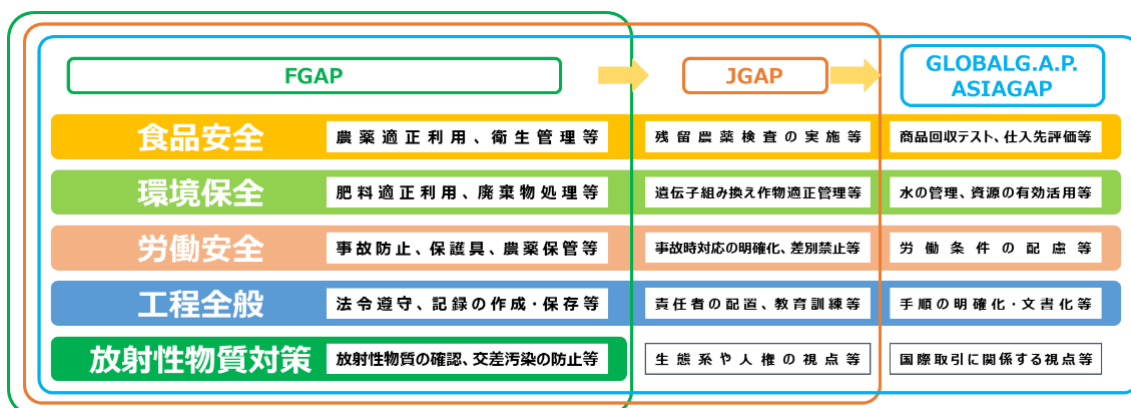 FGAP
JGAP
GLOBALG.A.P.
ASIAGAP
食品安全
農薬適正利用、衛生管理等
残留農薬検査の実施等
商品回収テスト、仕入先評価等
環境保全
肥料適正利用、廃棄物処理等
遺伝子組み換え作物適正管理等
水の管理、資源の有効活用等
労働安全
事故防止、保護具、農薬保管等
事故時対応の明確化、差別禁止等
労働条件の配慮等
工程全般
法令遵守、記録の作成・保存等
責任者の配置、教育訓練等
手順の明確化・文書化等
放射性物質対策
放射性物質の確認、交差汚染の防止等
生態系や人権の視点等
国際取引に関係する視点等